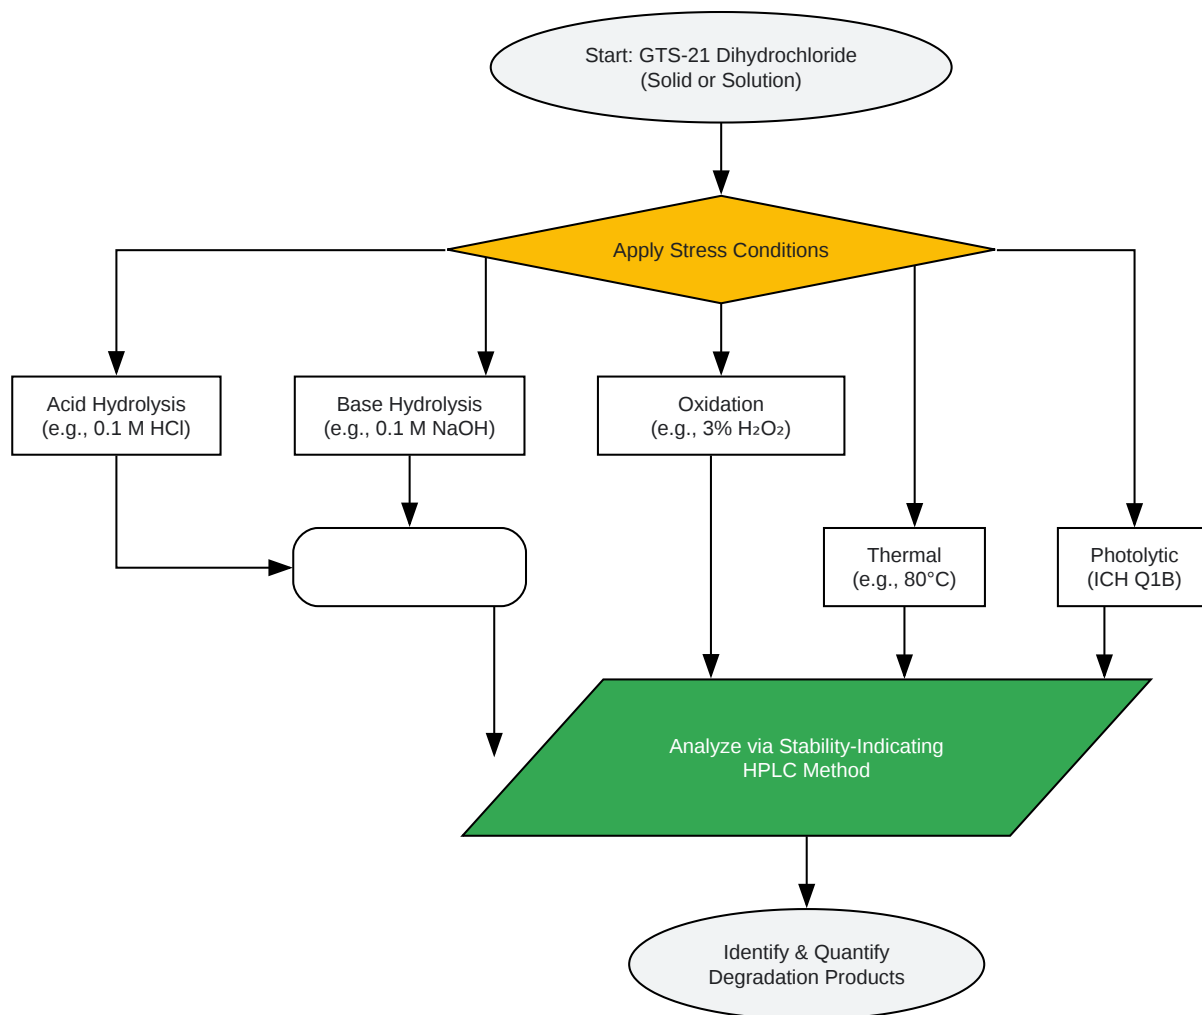 Start: GTS-21 Dihydrochloride
(Solid or Solution)
Apply Stress Conditions
Acid Hydrolysis
(e.g., 0.1 M HCl)
Base Hydrolysis
(e.g., 0.1 M NaOH)
Oxidation
(e.g., 3% H₂O₂)
Thermal
(e.g., 80°C)
Photolytic
(ICH Q1B)
Analyze via Stability-Indicating
HPLC Method
Identify & Quantify
Degradation Products